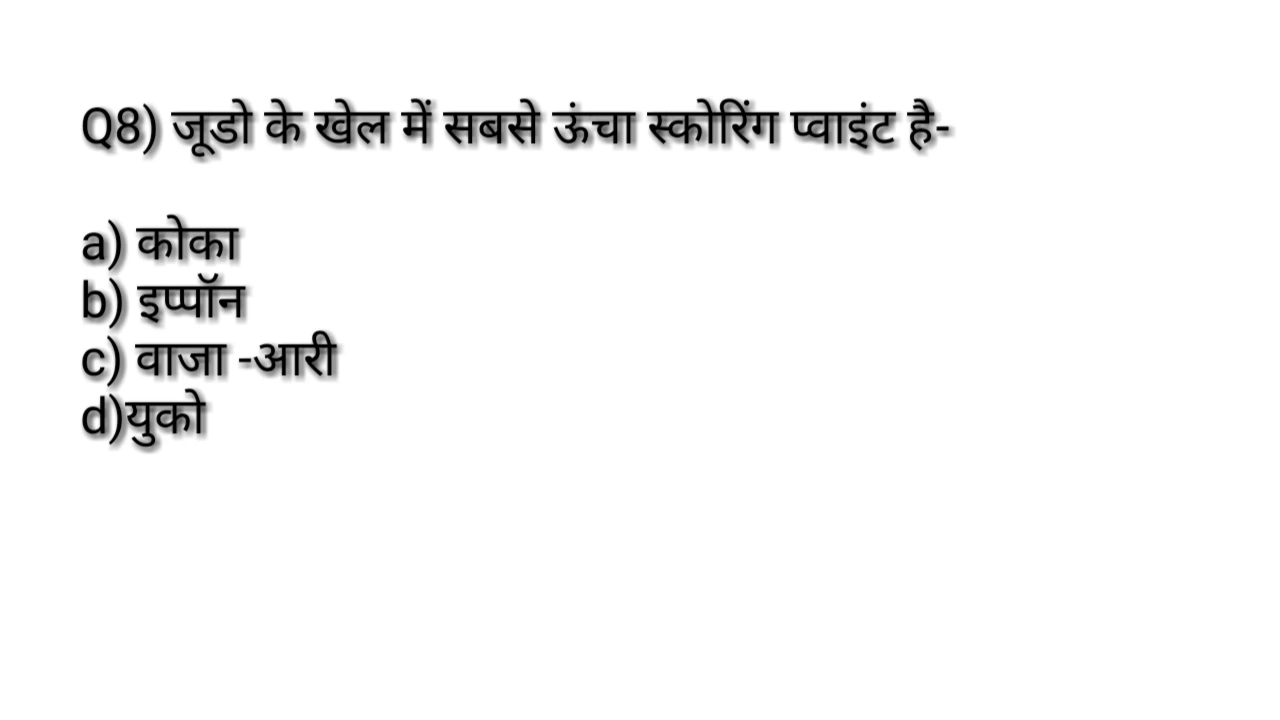 Q8) जूडो के खेल में सबसे ऊंचा स्कोरिंग प्वाइंट है-
a) कोका
b) इप्पॉन
c) वाजा -आरी
d)युको